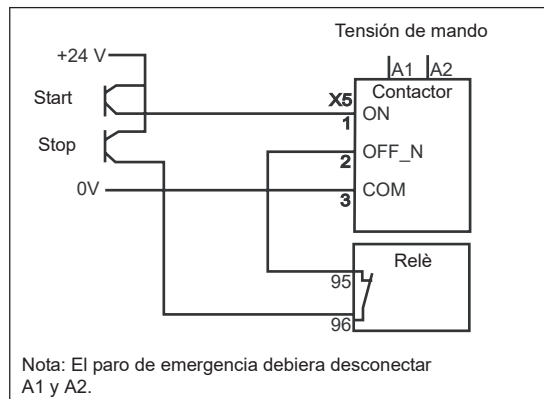 Tensión de mando
+24 V
A1 A2
Start
X5
Contactor
1
ON
Stop
2
OFF_N
0V
3
COM
95
Relè
96
Nota: El paro de emergencia debiera desconectar
A1 y A2.